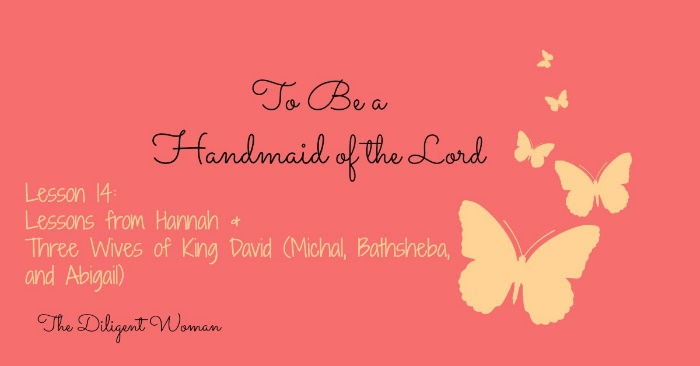 To Be a
Handmaid of the Lord
Lesson 14:
Lessons from Hannah &
Three Wives of King David (Michal, Bathsheba,
and Abigail)
The Diligent Woman